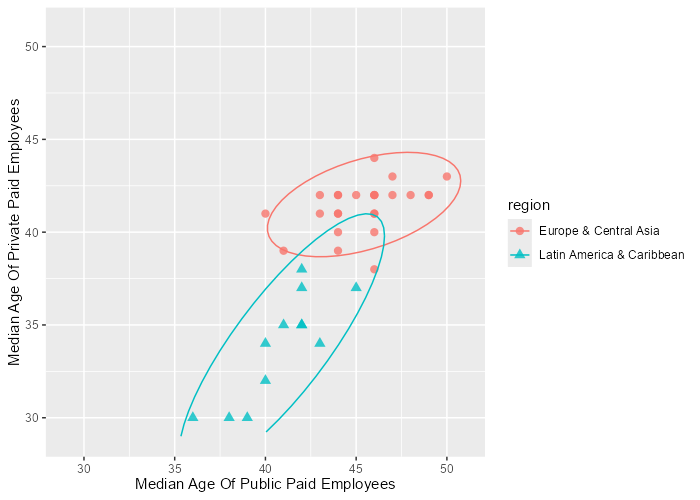 50
45
40
35
30
30
35
40
45
50
Median Age Of Public Paid Employees
Median Age Of Private Paid Employees
region
Europe & Central Asia
Latin America & Caribbean